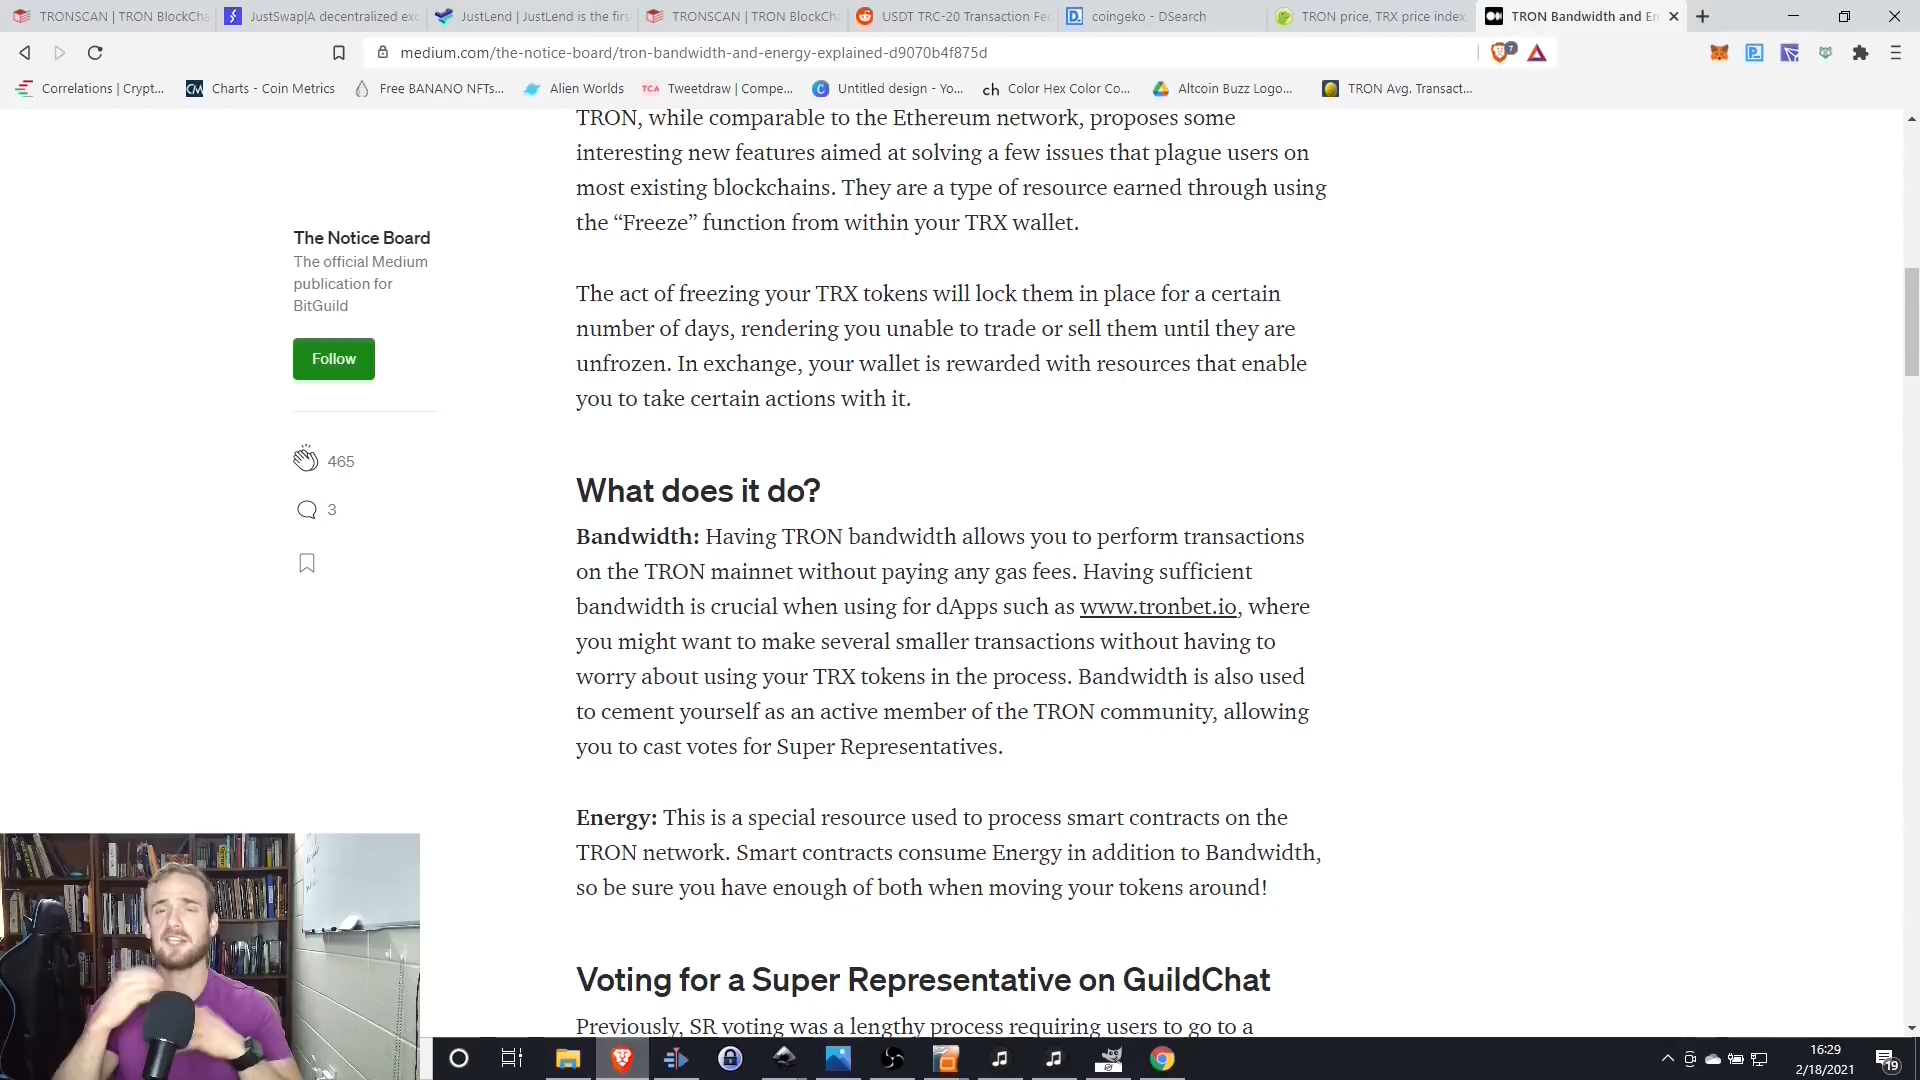 TRONSCAN | TRON BlockCha
JustSwap|A decentralized exc
JustLend | JustLend is the firs
TRONSCAN | TRON BlockCha
USDT TRC-20 Transaction Fe
coingeko - DSearch
TRON price, TRX price index,
TRON Bandwidth and En
medium.com/the-notice-board/tron-bandwidth-and-energy-explained-d9070b4f875d
7
Correlations | Crypt...
CM
Charts - Coin Metrics
Free BANANO NFTs...
Alien Worlds
TCA
Tweetdraw | Compe...
Untitled design - Yo...
ch
Color Hex Color Co...
Altcoin Buzz Logo...
TRON Avg. Transact...
TRON, while comparable to the Ethereum network, proposes some
interesting new features aimed at solving a few issues that plague users on
most existing blockchains. They are a type of resource earned through using
the “Freeze” function from within your TRX wallet.
The Notice Board
The official Medium
publication for
BitGuild
Follow
465
3
The act of freezing your TRX tokens will lock them in place for a certain
number of days, rendering you unable to trade or sell them until they are
unfrozen. In exchange, your wallet is rewarded with resources that enable
you to take certain actions with it.
What does it do?
Bandwidth: Having TRON bandwidth allows you to perform transactions
on the TRON mainnet without paying any gas fees. Having sufficient
bandwidth is crucial when using for dApps such as www.tronbet.io, where
you might want to make several smaller transactions without having to
worry about using your TRX tokens in the process. Bandwidth is also used
to cement yourself as an active member of the TRON community, allowing
you to cast votes for Super Representatives.
Energy: This is a special resource used to process smart contracts on the
TRON network. Smart contracts consume Energy in addition to Bandwidth,
so be sure you have enough of both when moving your tokens around!
Voting for a Super Representative on GuildChat
Previously, SR voting was a lengthy process requiring users to go to a
16:29
2/18/2021
19